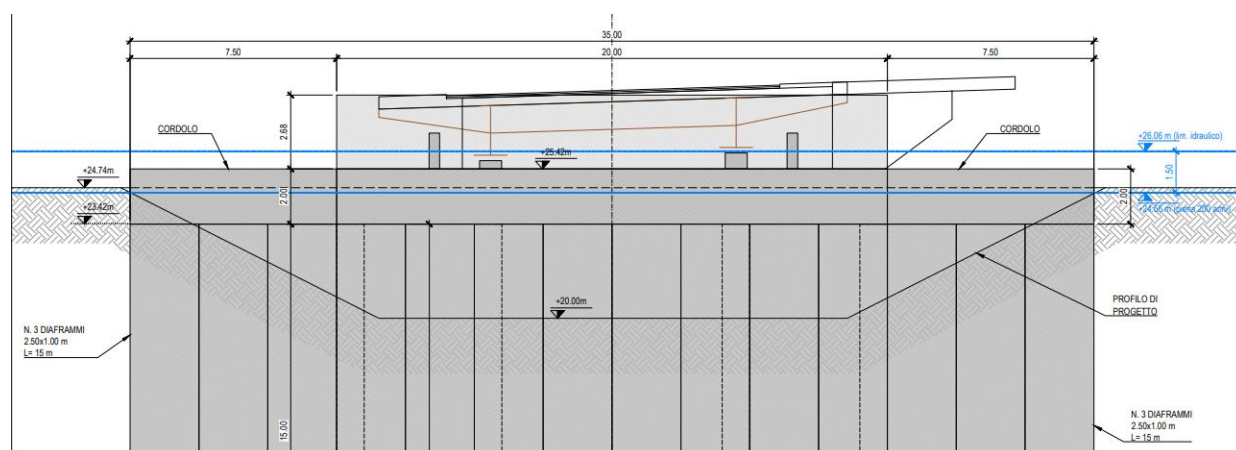 35.00
7.50
20.00
7.50
2.68
CORDOLO
CORDOLO
+25.42m
+26.06 m (lim. idraulico)
1.50
+24.74m
2.00
2.00
+24.56 m (piena 200 anni)
+23.42m
+20.00m
PROFILO DI
PROGETTO
N. 3 DIAFRAMMI
2.50x1.00 m
L= 15 m
15.00
N. 3 DIAFRAMMI
2.50x1.00 m
L= 15 m